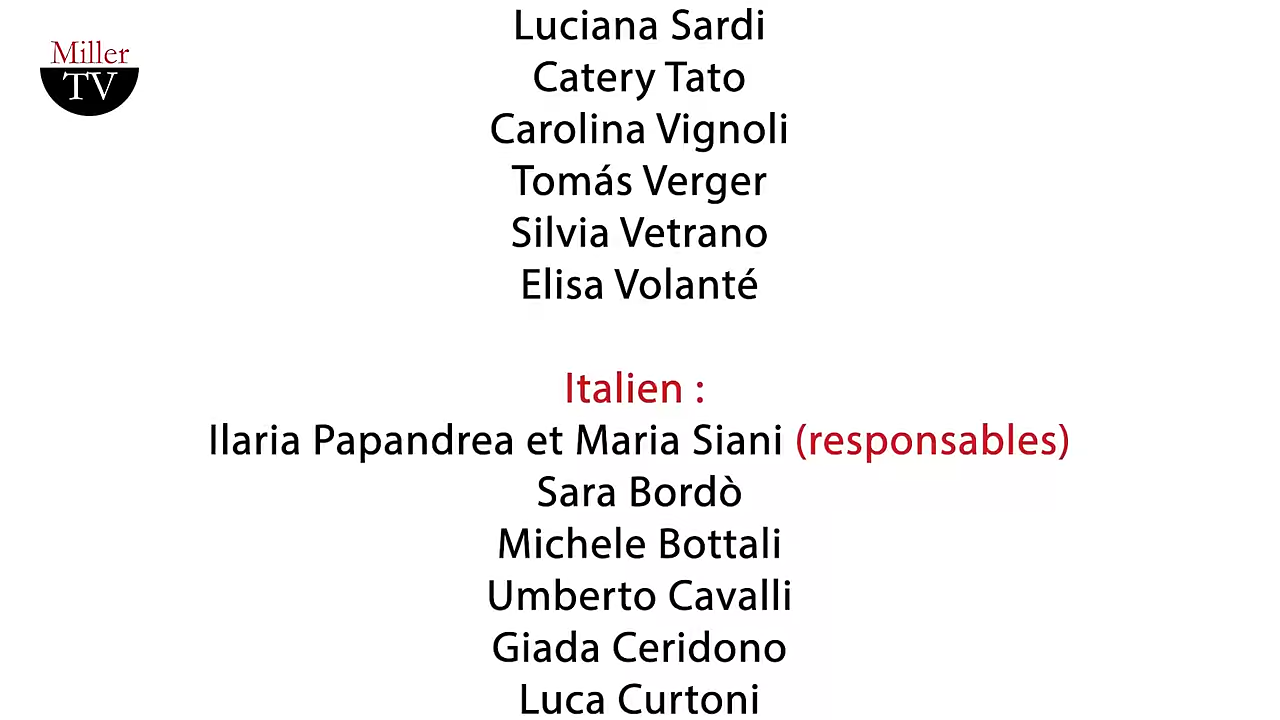 Miller
TV
Luciana Sardi
Catery Tato
Carolina Vignoli
Tomás Verger
Silvia Vetrano
Elisa Volanté
Italien :
Ilaria Papandrea et Maria Siani (responsables)
Sara Bordò
Michele Bottali
Umberto Cavalli
Giada Ceridono
Luca Curtoni